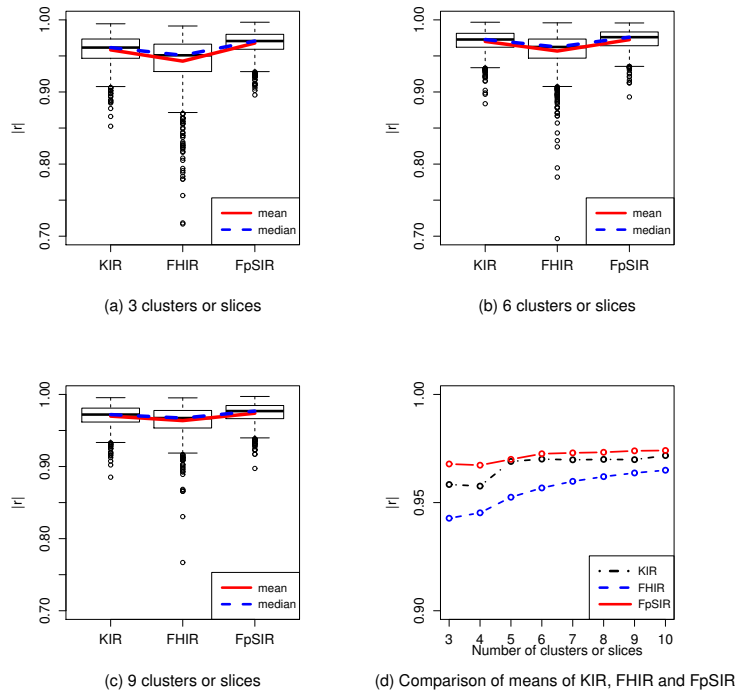 1.00
0.90
0.80
0.70
|r|
KIR
FHIR
FpSIR
mean
median
(a) 3 clusters or slices
1.00
0.90
0.80
0.70
|r|
KIR
FHIR
FpSIR
mean
median
(b) 6 clusters or slices
1.00
0.90
0.80
0.70
|r|
KIR
FHIR
FpSIR
mean
median
(c) 9 clusters or slices
1.00
0.95
0.90
|r|
KIR
FHIR
FpSIR
3 4 5 6 7 8 9 10
Number of clusters or slices
(d) Comparison of means of KIR, FHIR and FpSIR